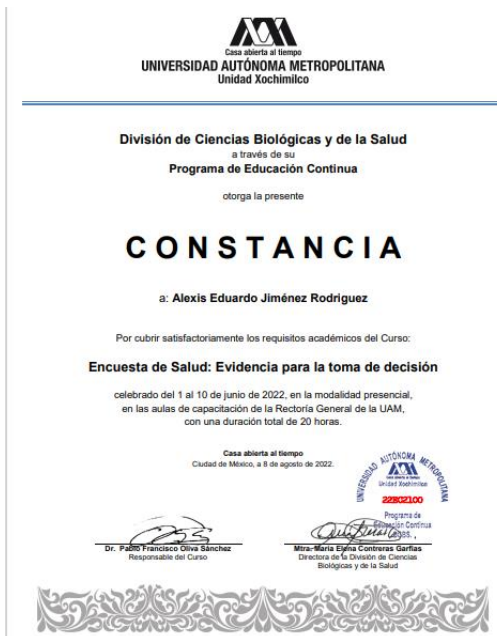 Casa abierta al tiempo
UNIVERSIDAD AUTÓNOMA METROPOLITANA
Unidad Xochimilco
División de Ciencias Biológicas y de la Salud
a través de su
Programa de Educación Continua
otorga la presente
CONSTANCIA
a: Alexis Eduardo Jiménez Rodriguez
Por cubrir satisfactoriamente los requisitos académicos del Curso:
Encuesta de Salud: Evidencia para la toma de decisión
celebrado del 1 al 10 de junio de 2022, en la modalidad presencial,
en las aulas de capacitación de la Rectoría General de la UAM,
con una duración total de 20 horas.
Casa abierta al tiempo
Ciudad de México, a 8 de agosto de 2022.
UNIVERSIDAD AUTÓNOMA METROPOLITANA
Casa abierta al tiempo
Unidad Xochimilco
22BC2100
Programa de
Educación Continua
Dr. Pablo Francisco Oliva Sánchez
Responsable del Curso
Mtra. María Elena Contreras Garfias
Directora de la División de Ciencias
Biológicas y de la Salud